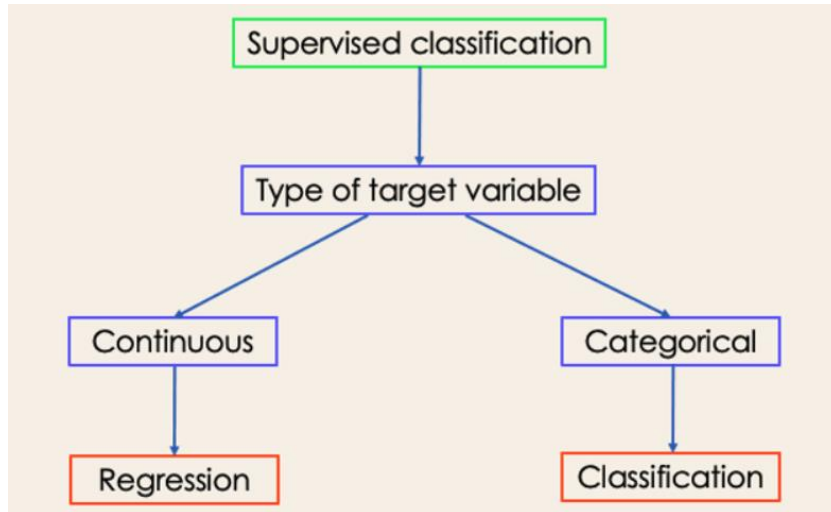 Supervised classification
Type of target variable
Continuous
Categorical
Regression
Classification